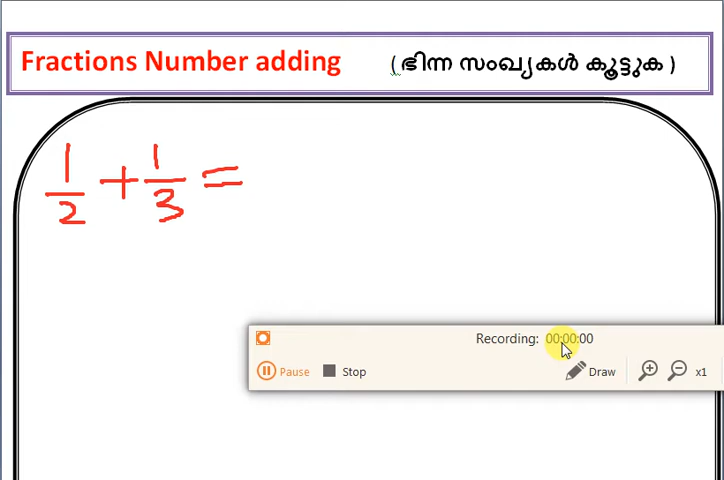 Fractions Number adding (ഭിന്ന സംഖ്യകൾ കൂട്ടുക )
1/2 + 1/3 =
Recording: 00:00:00
Pause Stop Draw x1